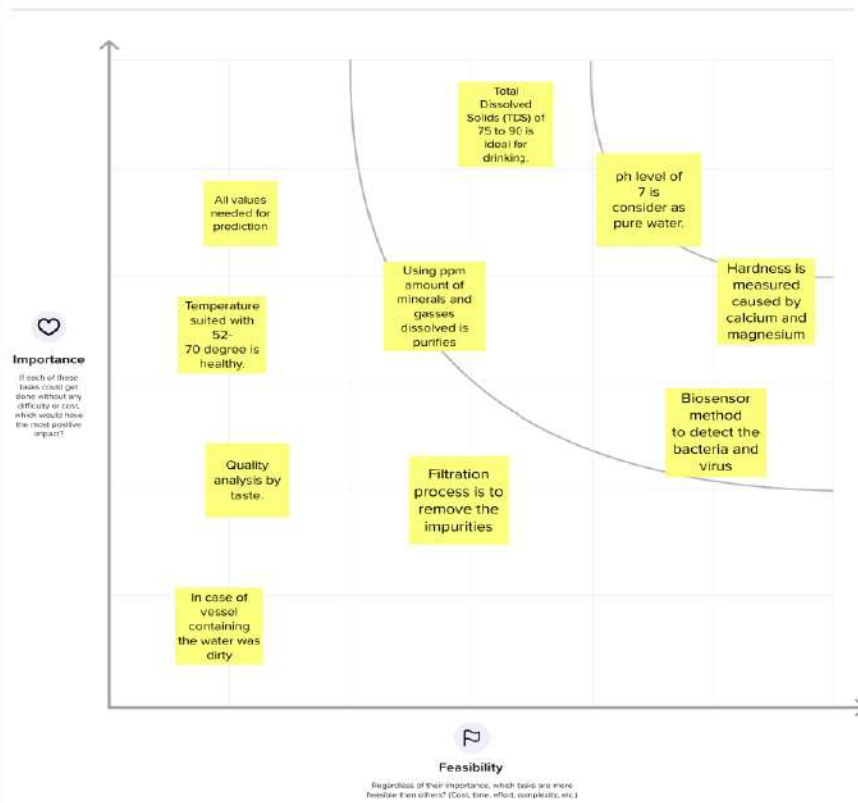 Total
Dissolved
Solids (TDS) of
75 to 90 is
ideal for
drinking.
ph level of
7 is
consider as
pure water.
All values
needed for
prediction
Using ppm
amount of
minerals and
gasses
dissolved is
purifies
Hardness is
measured
caused by
calcium and
magnesium
Temperature
suited with
52-
70 degree is
healthy.
Importance
If each of these
tasks could get
done without any
difficulty or cost,
which would have
the most positive
impact?
Biosensor
method
to detect the
bacteria and
virus
Quality
analysis by
taste.
Filtration
process is to
remove the
impurities
In case of
vessel
containing
the water was
dirty
Feasibility
Regardless of their importance, which tasks are more
feasible than others? (Cost, time, effort, complexity, etc.)